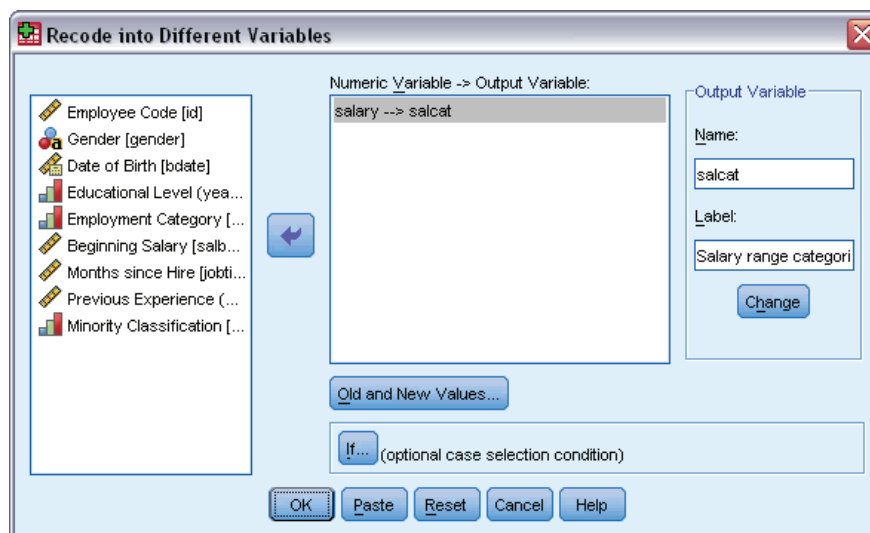 Recode into Different Variables
Numeric Variable -> Output Variable:
Employee Code [id]
Gender [gender]
Date of Birth [bdate]
Educational Level (yea...
Employment Category [...
Beginning Salary [salb...
Months since Hire [jobti...
Previous Experience (...
Minority Classification [...
salary --> salcat
Output Variable
Name:
salcat
Label:
Salary range categori
Change
Old and New Values...
If... (optional case selection condition)
OK Paste Reset Cancel Help